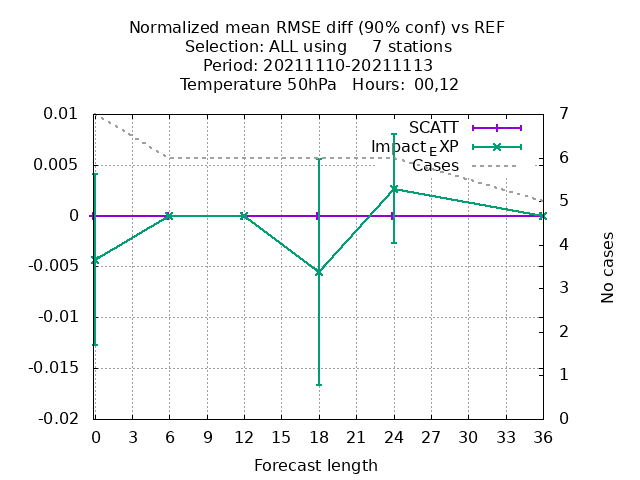 Normalized mean RMSE diff (90% conf) vs REF
Selection: ALL using     7 stations
Period: 20211110-20211113
Temperature 50hPa   Hours:  00,12
SCATT
Impact_EXP
Cases
0.01
0.005
0
-0.005
-0.01
-0.015
-0.02
7
6
5
4
3
2
1
0
No cases
0 3 6 9 12 15 18 21 24 27 30 33 36
Forecast length